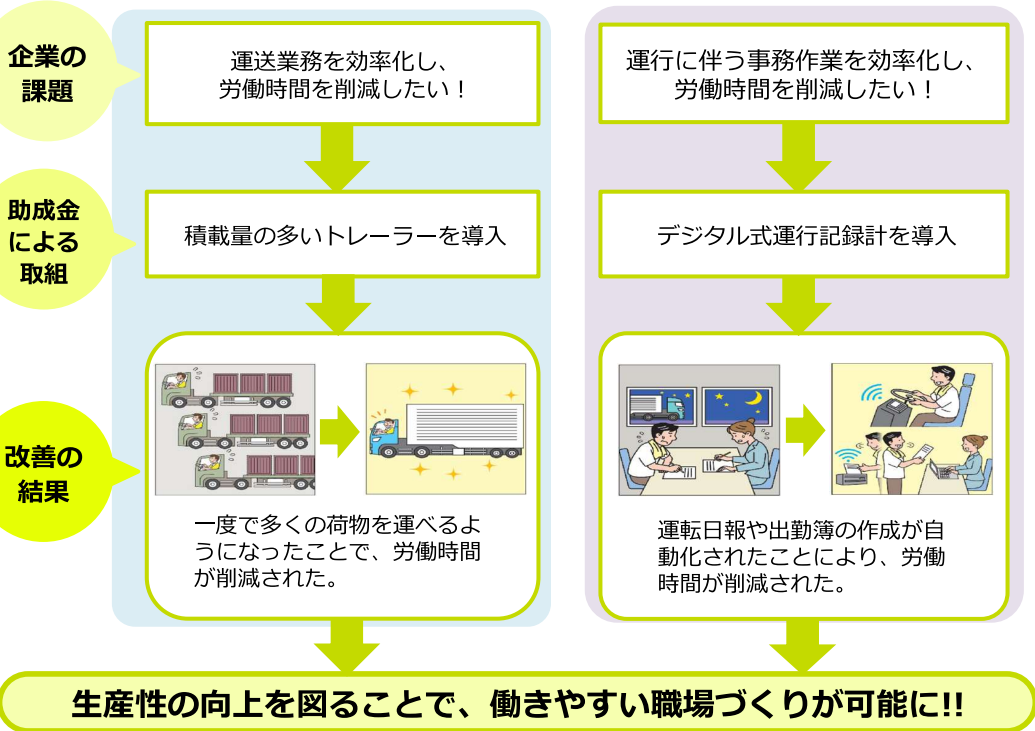 企業の
課題
運送業務を効率化し、
労働時間を削減したい！
運行に伴う事務作業を効率化し、
労働時間を削減したい！
助成金
による
取組
積載量の多いトレーラーを導入
デジタル式運行記録計を導入
改善の
結果
一度で多くの荷物を運べるよ
うになったことで、労働時間
が削減された。
運転日報や出勤簿の作成が自
動化されたことにより、労働
時間が削減された。
生産性の向上を図ることで、働きやすい職場づくりが可能に!!